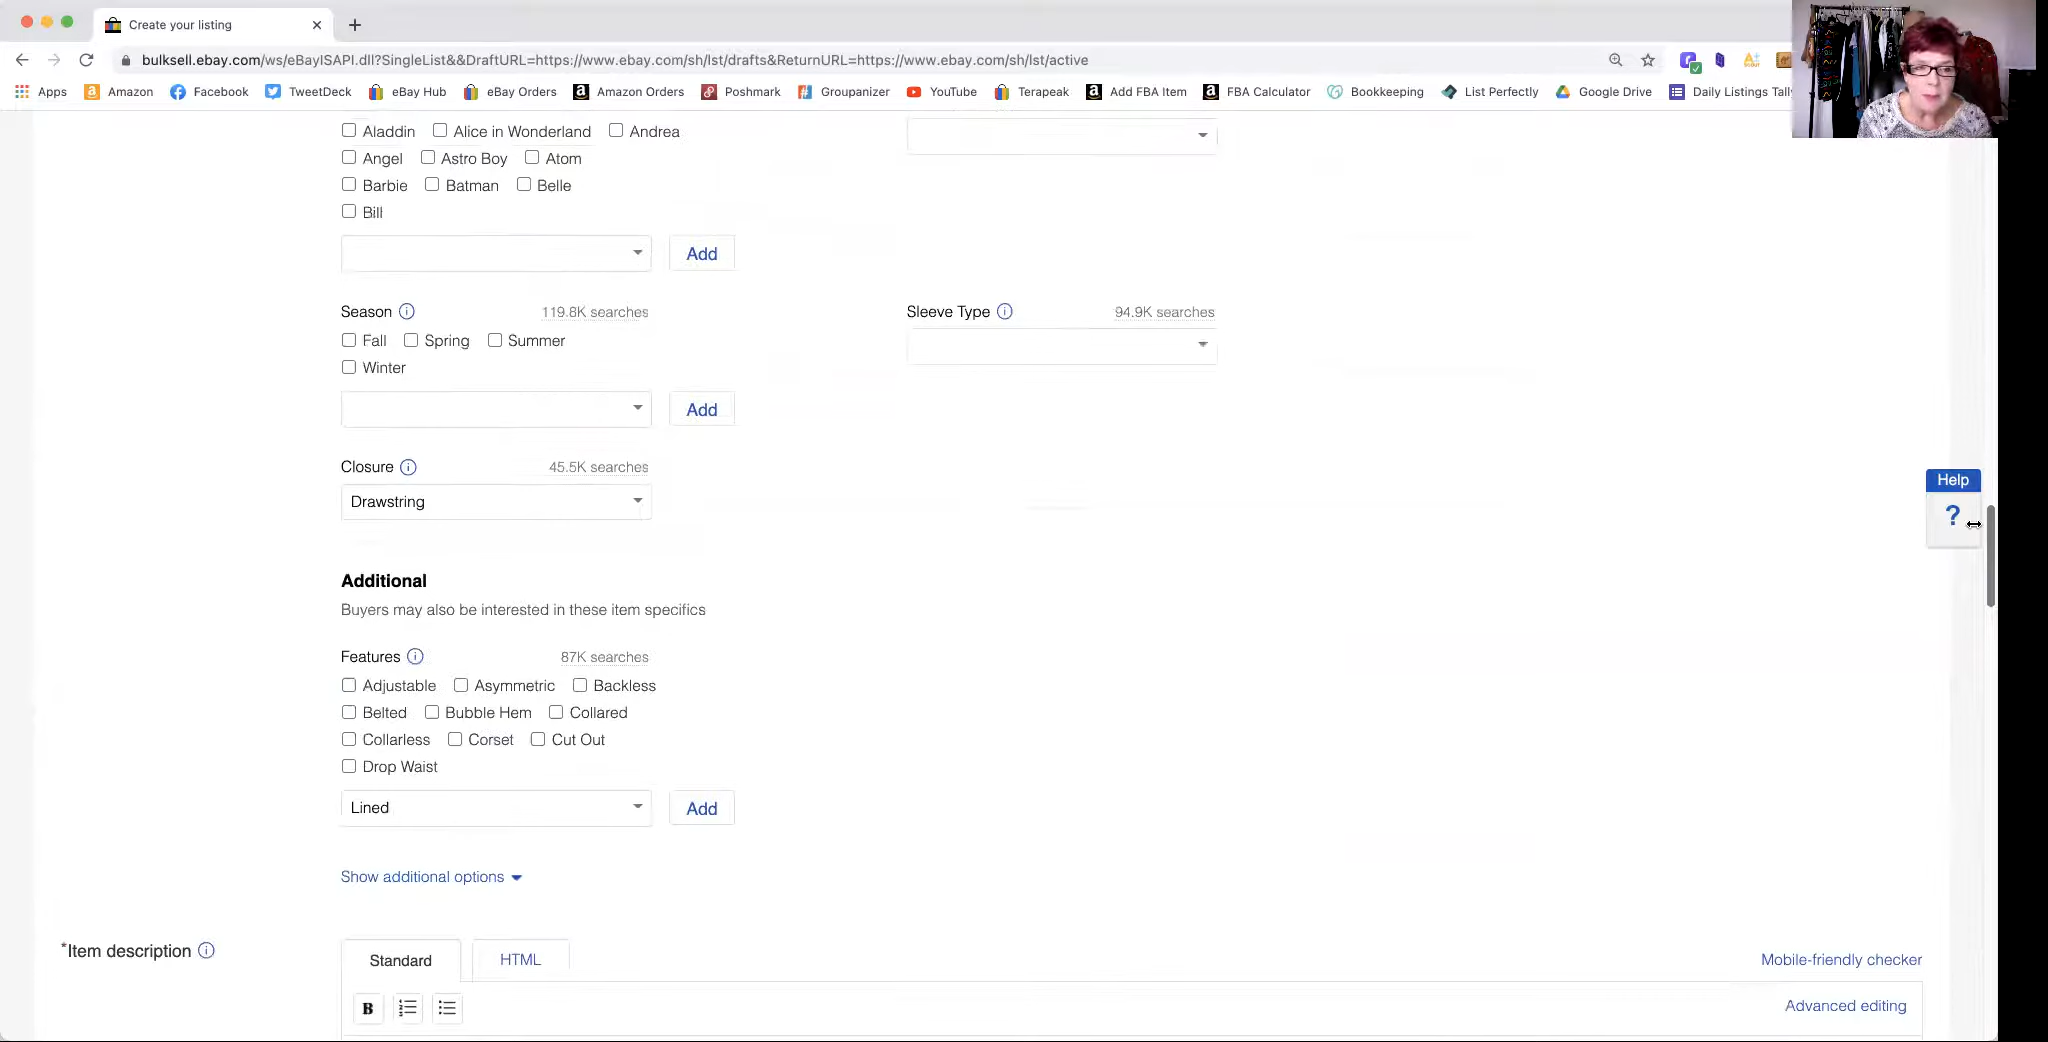 Create your listing
bulksell.ebay.com/ws/eBayISAPI.dll?SingleList&&DraftURL=https://www.ebay.com/sh/lst/drafts&ReturnURL=https://www.ebay.com/sh/lst/active
Apps Amazon Facebook TweetDeck eBay Hub eBay Orders Amazon Orders Poshmark Groupanizer YouTube Terapeak Add FBA Item FBA Calculator Bookkeeping List Perfectly Google Drive Daily Listings Tall
Aladdin Alice in Wonderland Andrea
Angel Astro Boy Atom
Barbie Batman Belle
Bill
Add
Season 119.8K searches Sleeve Type 94.9K searches
Fall Spring Summer
Winter
Add
Closure 45.5K searches
Drawstring
Help
?
Additional
Buyers may also be interested in these item specifics
Features 87K searches
Adjustable Asymmetric Backless
Belted Bubble Hem Collared
Collarless Corset Cut Out
Drop Waist
Lined Add
Show additional options
*Item description Standard HTML Mobile-friendly checker
B Advanced editing